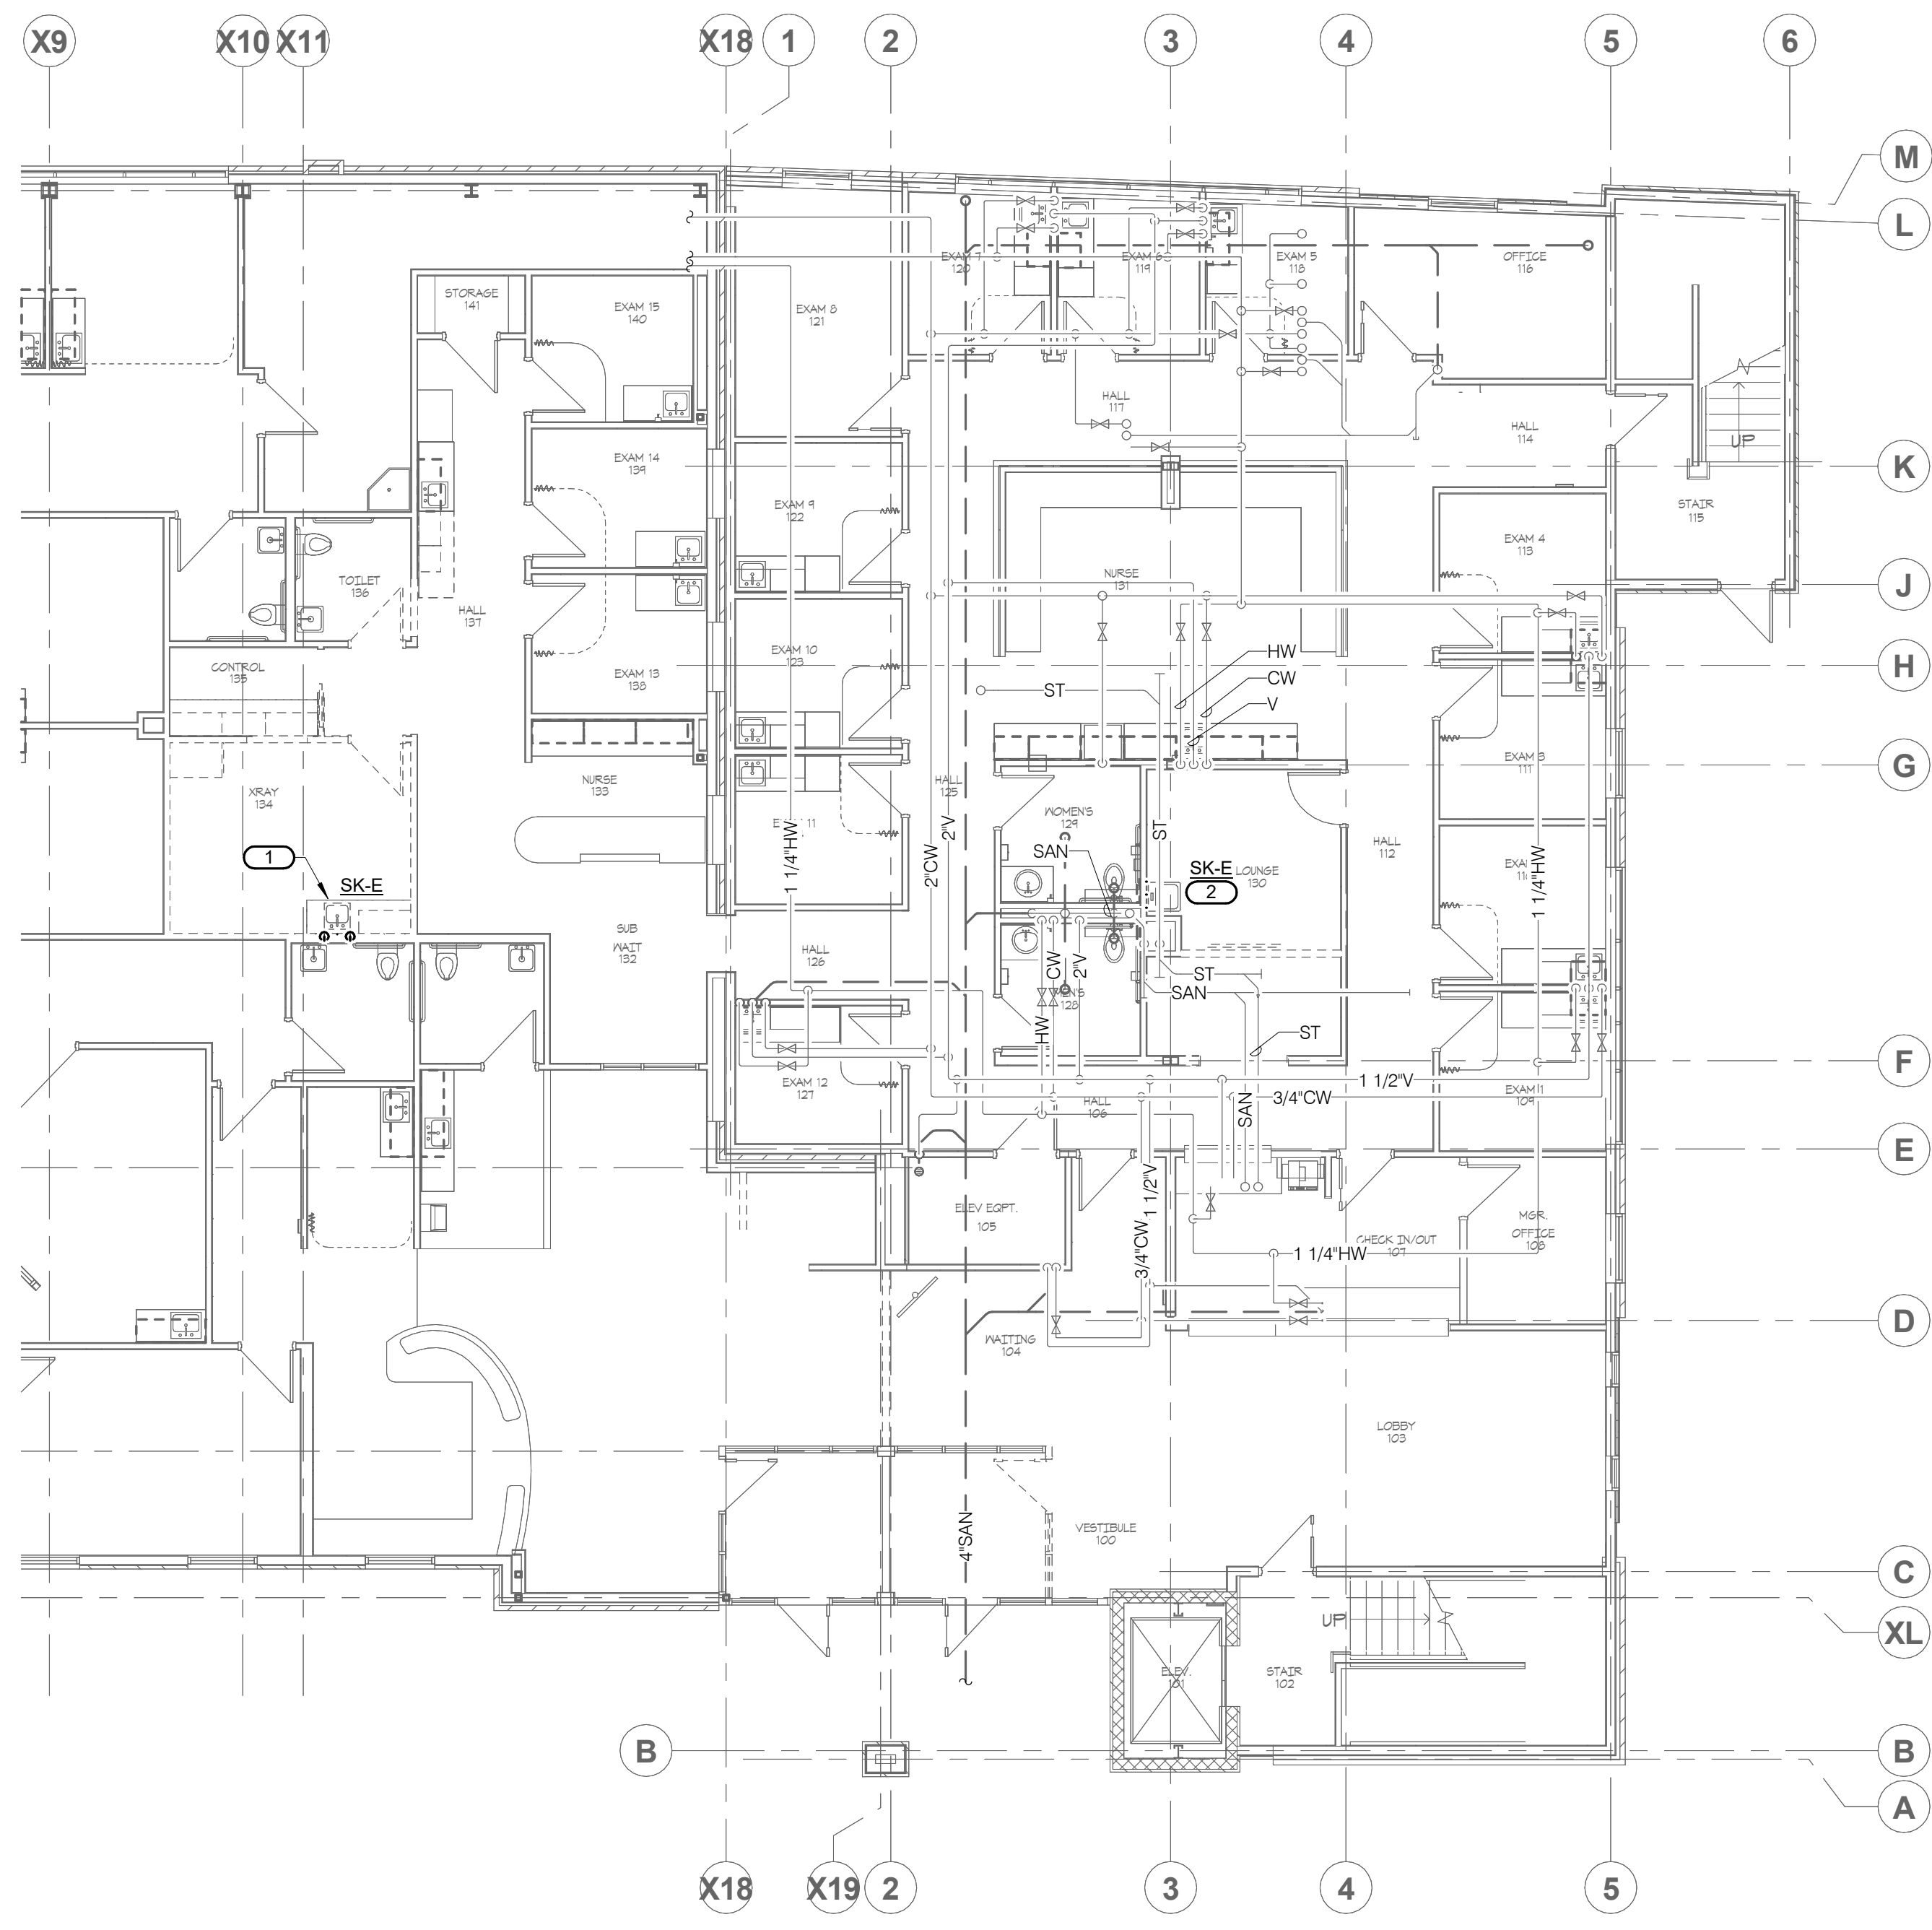 X9
X10
X11
X18
1
2
3
4
5
6
M
L
EXAM 7
120
EXAM 6
119
EXAM 5
118
OFFICE
116
STORAGE
141
EXAM 15
140
EXAM 8
121
HALL
117
HALL
114
UP
K
EXAM 14
139
EXAM 9
122
STAIR
115
EXAM 4
113
TOILET
136
NURSE
131
J
HALL
137
CONTROL
135
EXAM 13
138
EXAM 10
123
HW
H
CW
ST
V
XRAY
134
NURSE
133
HALL
125
EXAM 3
111
G
WOMEN'S
129
1 1/4"HW
2"CW
2"V
ST
HALL
112
1
SAN
SK-E
SK-E
LOUNGE
130
2
1 1/4"HW
SUB
WAIT
132
HALL
126
CW
2"V
ST
SAN
128
HW
ST
F
EXAM 12
127
1 1/2"V
3/4"CW
EXAM 1
109
HALL
106
SAN
E
1 1/2"V
ELEV EQPT.
105
MGR.
OFFICE
108
3/4"CW
1 1/4"HW
CHECK IN/OUT
107
D
WAITING
104
LOBBY
103
4"SAN
VESTIBULE
100
C
UP
XL
ELEV.
101
STAIR
102
B
B
A
X18
X19
2
3
4
5